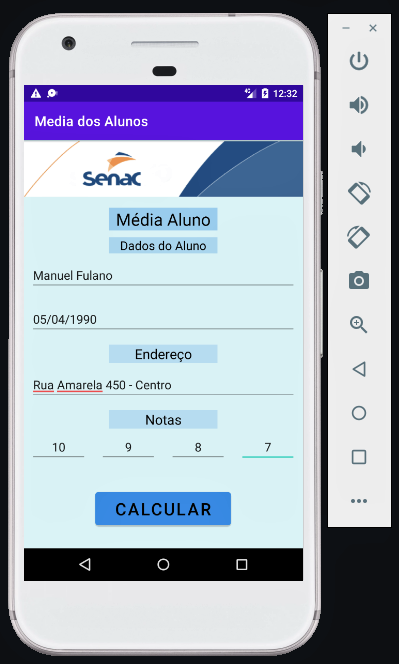 12:32
Media dos Alunos
Senac
Média Aluno
Dados do Aluno
Manuel Fulano
05/04/1990
Endereço
Rua Amarela 450 - Centro
Notas
10 9 8 7
CALCULAR